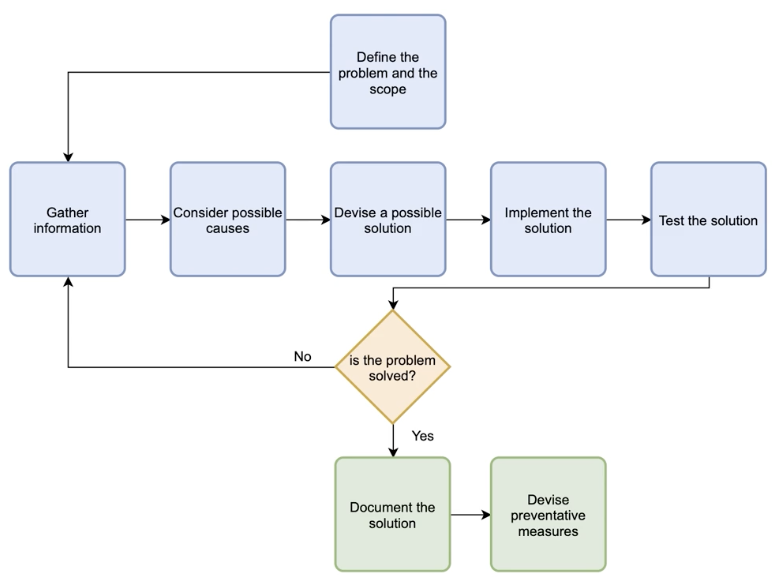 Define the
problem and the
scope
Gather
information
Consider possible
causes
Devise a possible
solution
Implement the
solution
Test the solution
is the problem
solved?
No
Yes
Document the
solution
Devise
preventative
measures